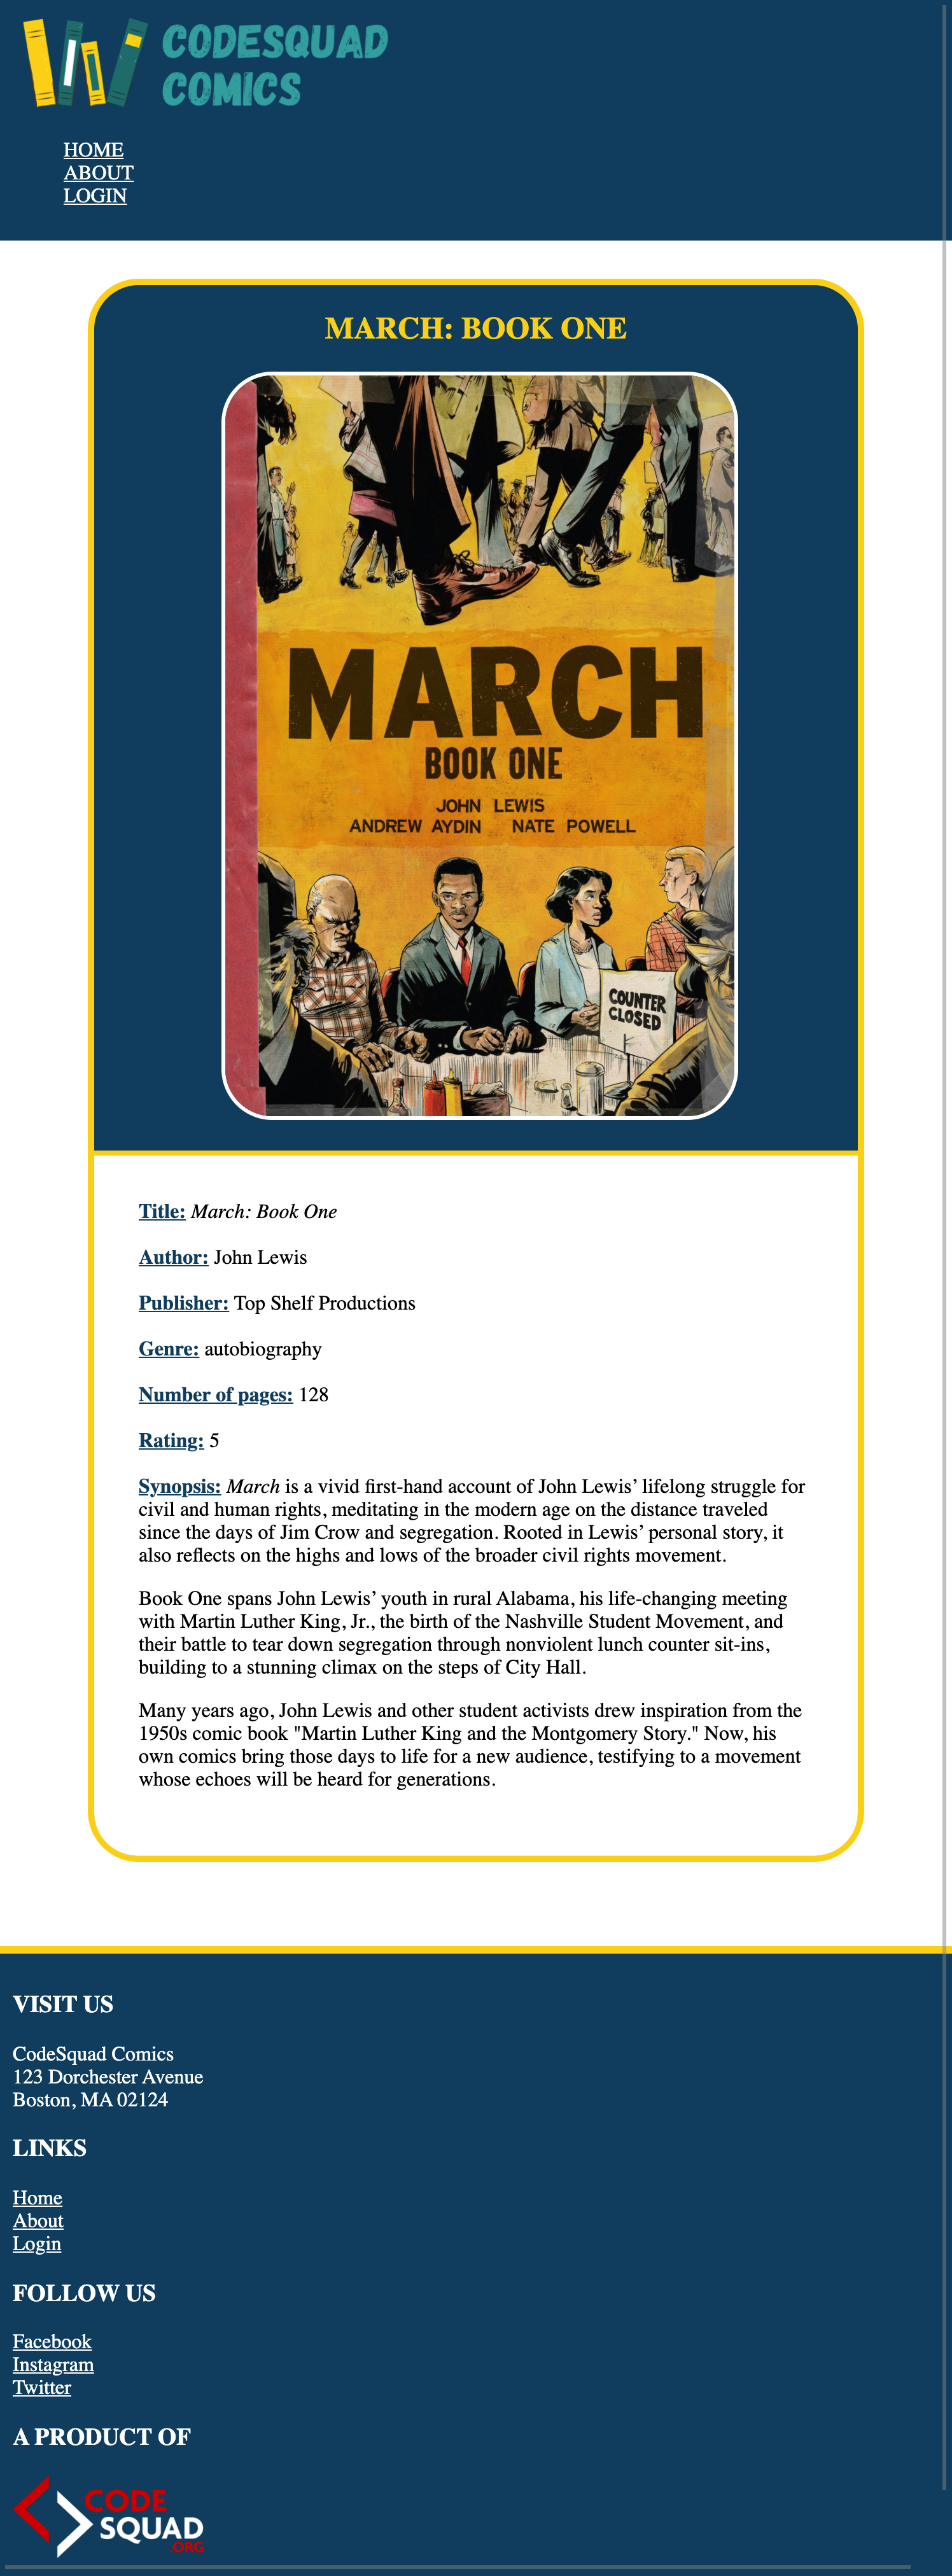 CODESQUAD
COMICS
HOME
ABOUT
LOGIN
MARCH: BOOK ONE
MARCH
BOOK ONE
JOHN LEWIS
ANDREW AYDIN NATE POWELL
COUNTER
CLOSED
Title: March: Book One
Author: John Lewis
Publisher: Top Shelf Productions
Genre: autobiography
Number of pages: 128
Rating: 5
Synopsis: March is a vivid first-hand account of John Lewis’ lifelong struggle for
civil and human rights, meditating in the modern age on the distance traveled
since the days of Jim Crow and segregation. Rooted in Lewis’ personal story, it
also reflects on the highs and lows of the broader civil rights movement.
Book One spans John Lewis’ youth in rural Alabama, his life-changing meeting
with Martin Luther King, Jr., the birth of the Nashville Student Movement, and
their battle to tear down segregation through nonviolent lunch counter sit-ins,
building to a stunning climax on the steps of City Hall.
Many years ago, John Lewis and other student activists drew inspiration from the
1950s comic book "Martin Luther King and the Montgomery Story." Now, his
own comics bring those days to life for a new audience, testifying to a movement
whose echoes will be heard for generations.
VISIT US
CodeSquad Comics
123 Dorchester Avenue
Boston, MA 02124
LINKS
Home
About
Login
FOLLOW US
Facebook
Instagram
Twitter
A PRODUCT OF
CODE
SQUAD
.ORG